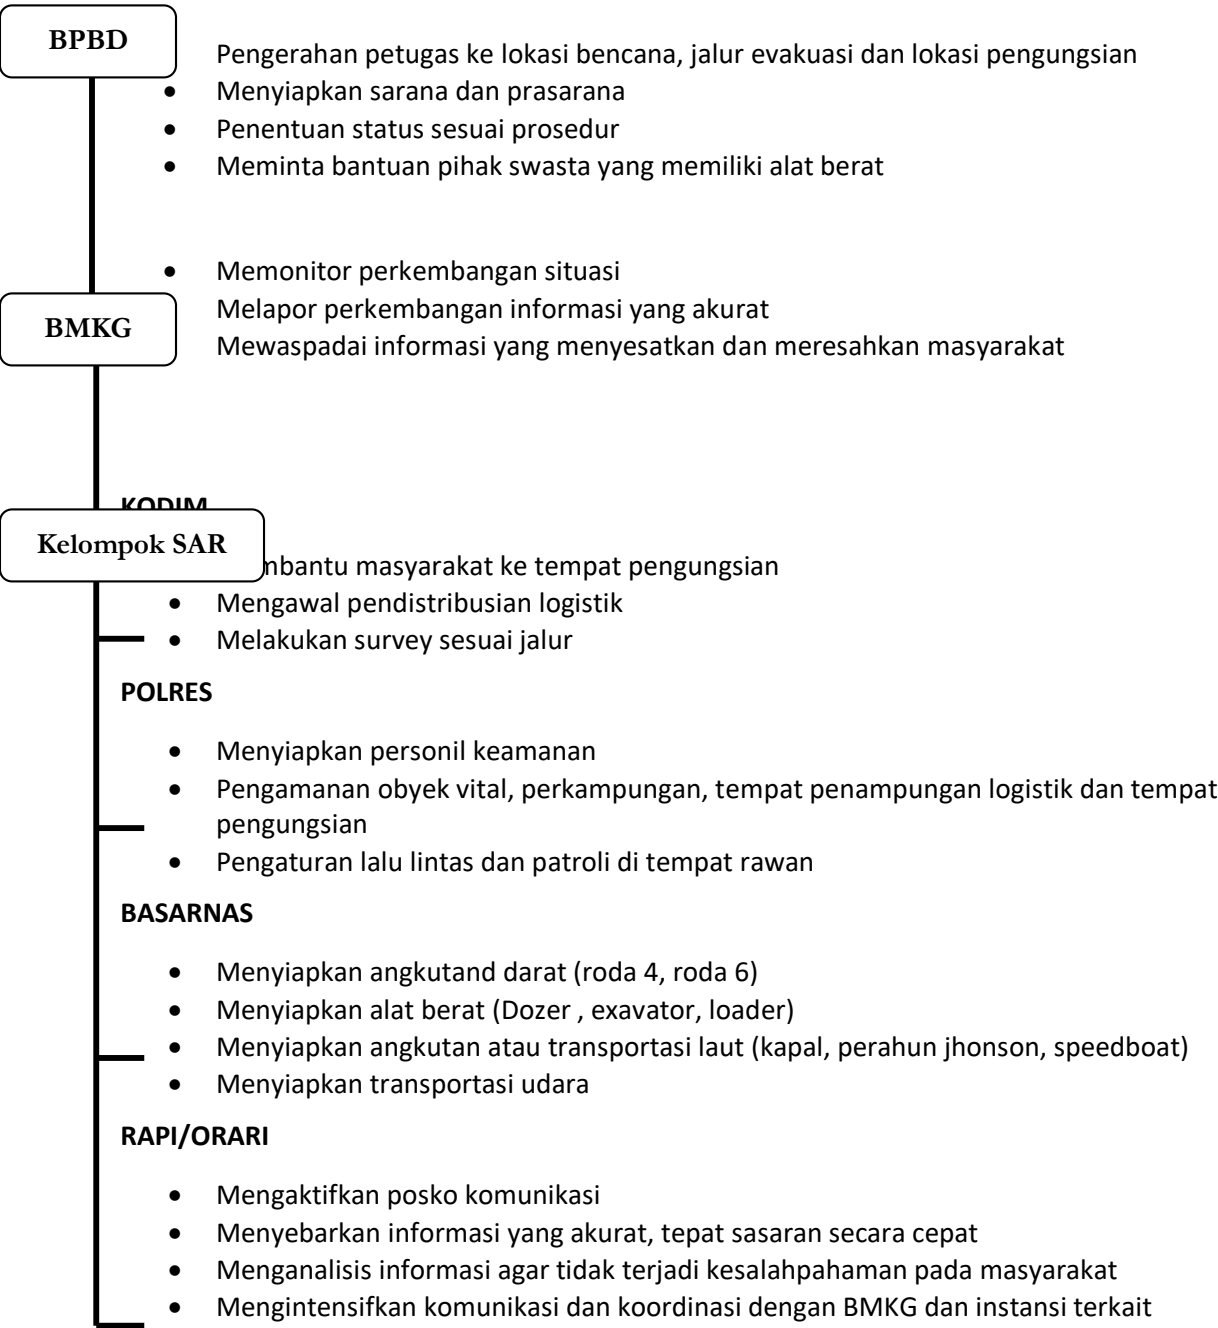 BPBD
Pengerahan petugas ke lokasi bencana, jalur evakuasi dan lokasi pengungsian
• Menyiapkan sarana dan prasarana
• Penentuan status sesuai prosedur
• Meminta bantuan pihak swasta yang memiliki alat berat
• Memonitor perkembangan situasi
Melapor perkembangan informasi yang akurat
BMKG
Mewaspadai informasi yang menyesatkan dan meresahkan masyarakat
KODIM
Kelompok SAR
mbantu masyarakat ke tempat pengungsian
• Mengawal pendistribusian logistik
• Melakukan survey sesuai jalur
POLRES
• Menyiapkan personil keamanan
• Pengamanan obyek vital, perkampungan, tempat penampungan logistik dan tempat
pengungsian
• Pengaturan lalu lintas dan patroli di tempat rawan
BASARNAS
• Menyiapkan angkutand darat (roda 4, roda 6)
• Menyiapkan alat berat (Dozer , exavator, loader)
• Menyiapkan angkutan atau transportasi laut (kapal, perahun jhonson, speedboat)
• Menyiapkan transportasi udara
RAPI/ORARI
• Mengaktifkan posko komunikasi
• Menyebarkan informasi yang akurat, tepat sasaran secara cepat
• Menganalisis informasi agar tidak terjadi kesalahpahaman pada masyarakat
• Mengintensifkan komunikasi dan koordinasi dengan BMKG dan instansi terkait